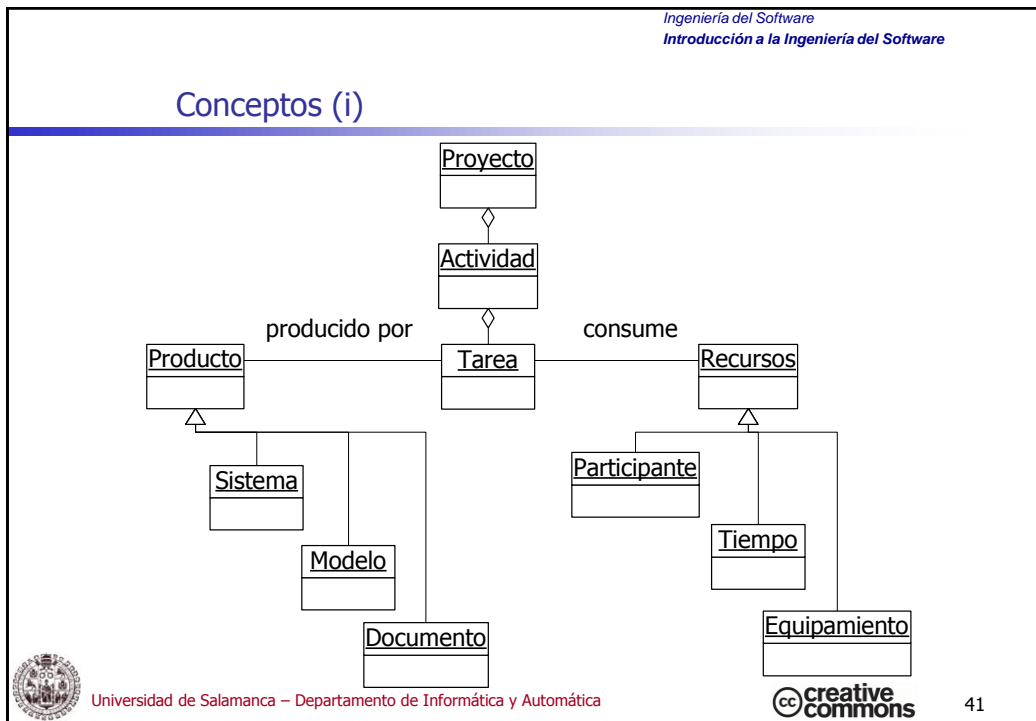 Ingeniería del Software
Introducción a la Ingeniería del Software
Conceptos (i)
Proyecto
Actividad
producido por
consume
Producto
Tarea
Recursos
Sistema
Participante
Modelo
Tiempo
Documento
Equipamiento
Universidad de Salamanca – Departamento de Informática y Automática
cc creative commons
41